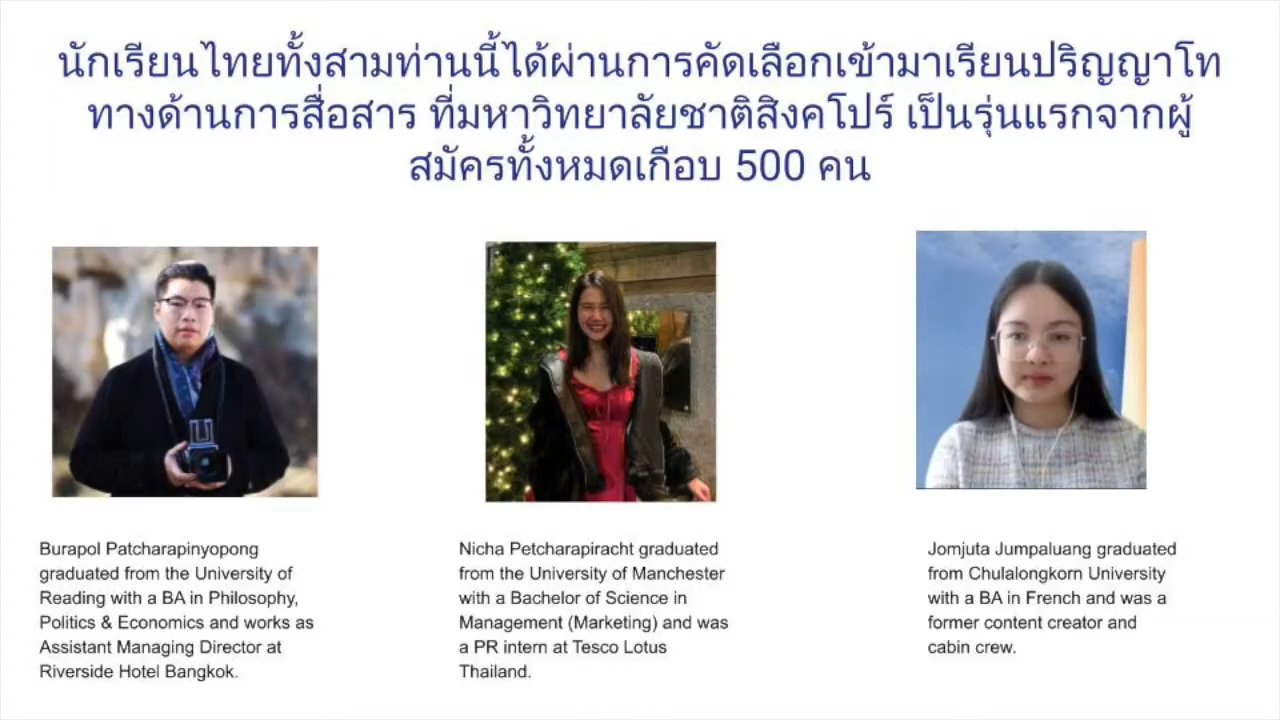 นักเรียนไทยทั้งสามท่านนี้ได้ผ่านการคัดเลือกเข้ามาเรียนปริญญาโท
ทางด้านการสื่อสาร ที่มหาวิทยาลัยชาติสิงคโปร์ เป็นรุ่นแรกจากผู้
สมัครทั้งหมดเกือบ 500 คน
Burapol Patcharapinyopong
graduated from the University of
Reading with a BA in Philosophy,
Politics & Economics and works as
Assistant Managing Director at
Riverside Hotel Bangkok.
Nicha Petcharapiracht graduated
from the University of Manchester
with a Bachelor of Science in
Management (Marketing) and was
a PR intern at Tesco Lotus
Thailand.
Jomjuta Jumpaluang graduated
from Chulalongkorn University
with a BA in French and was a
former content creator and
cabin crew.